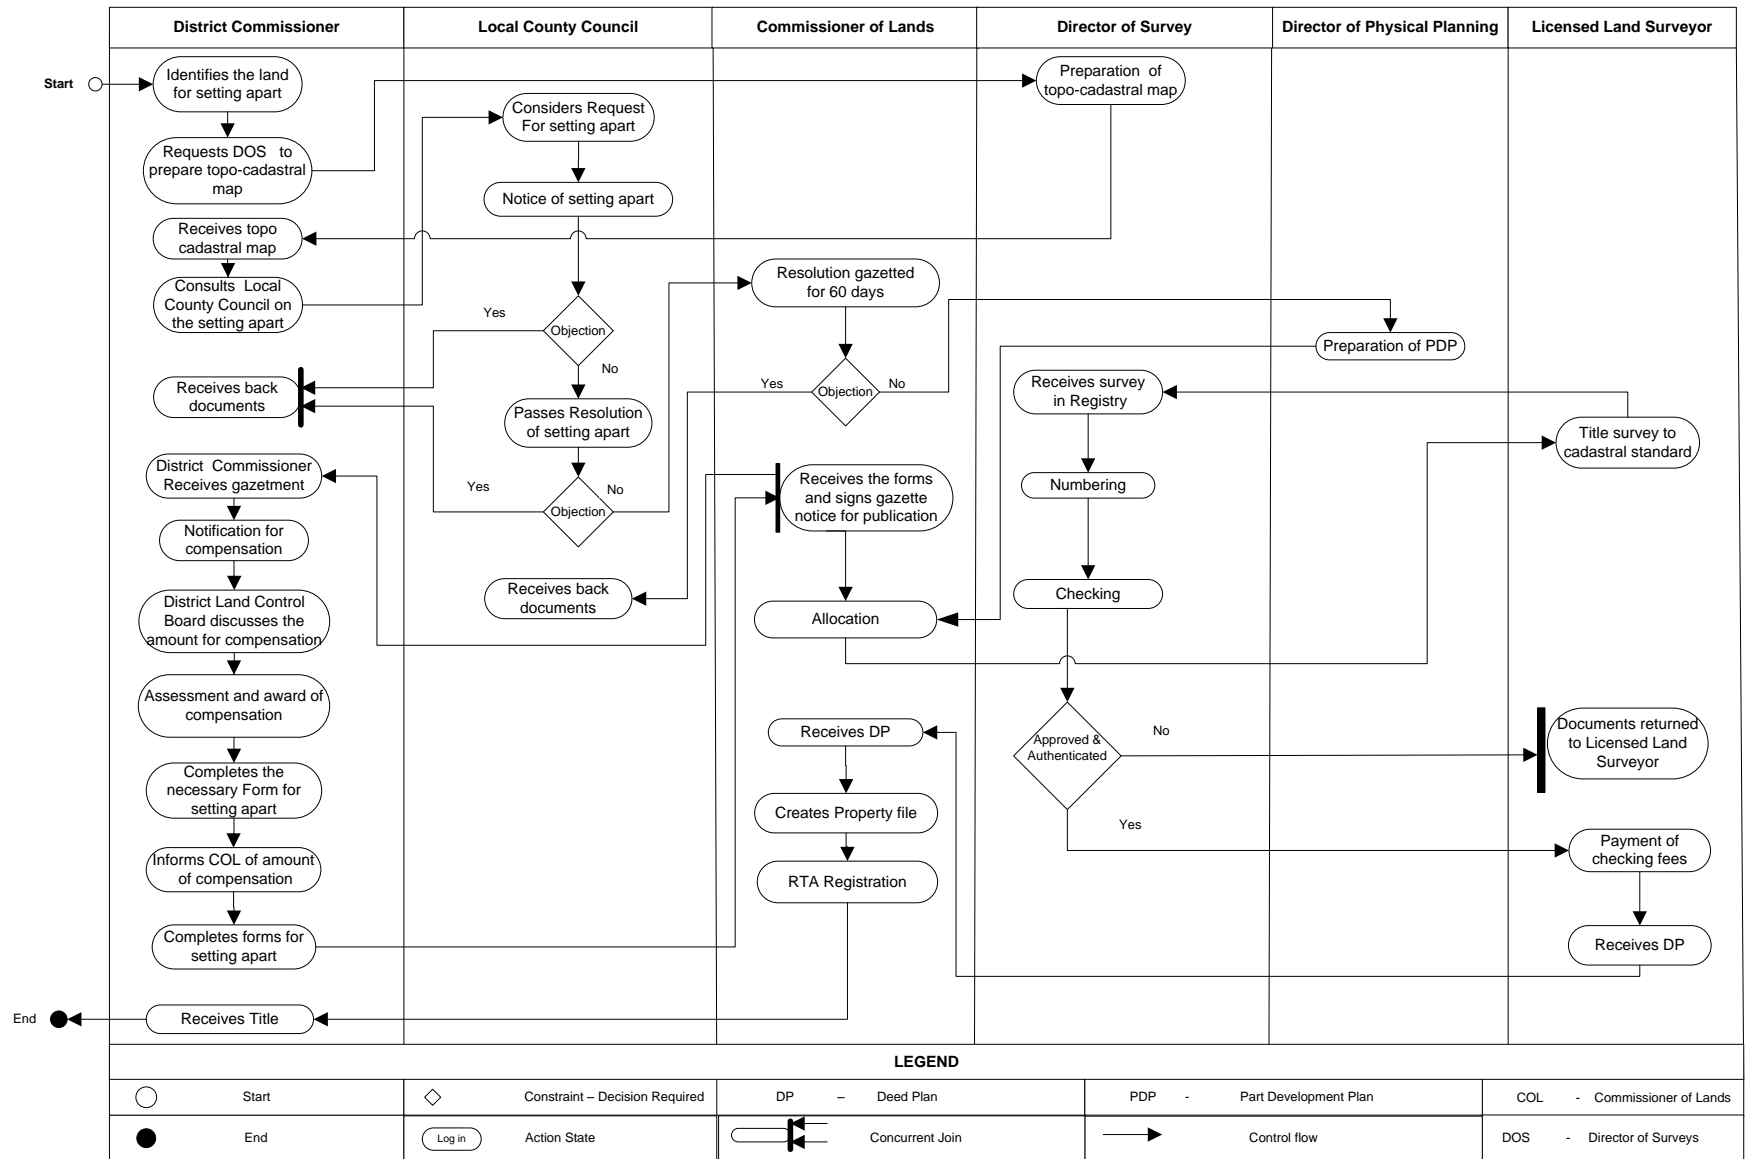 District Commissioner
Local County Council
Commissioner of Lands
Director of Survey
Director of Physical Planning
Licensed Land Surveyor
Start
Identifies the land
for setting apart
Requests DOS to
prepare topo-cadastral
map
Receives topo
cadastral map
Consults Local
County Council on
the setting apart
Receives back
documents
District Commissioner
Receives gazetment
Notification for
compensation
District Land Control
Board discusses the
amount for compensation
Assessment and award of
compensation
Completes the
necessary Form for
setting apart
Informs COL of amount
of compensation
Completes forms for
setting apart
Receives Title
End
Considers Request
For setting apart
Notice of setting apart
Yes
Objection
No
Passes Resolution
of setting apart
Yes
No
Objection
Receives back
documents
Resolution gazetted
for 60 days
Yes
Objection
No
Receives the forms
and signs gazette
notice for publication
Allocation
Receives DP
Creates Property file
RTA Registration
Preparation of
topo-cadastral map
Receives survey
in Registry
Numbering
Checking
Approved &
Authenticated
No
Yes
Preparation of PDP
Title survey to
cadastral standard
Documents returned
to Licensed Land
Surveyor
Payment of
checking fees
Receives DP
LEGEND
Start
Constraint – Decision Required
DP – Deed Plan
PDP - Part Development Plan
COL - Commissioner of Lands
End
Log in
Action State
Concurrent Join
Control flow
DOS - Director of Surveys